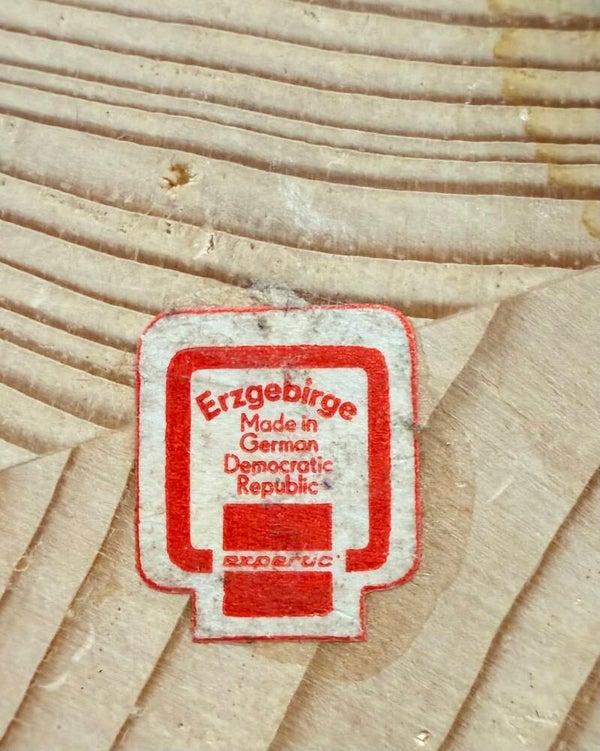 Erzgebirge
Made in
German
Democratic
Republic
expertic